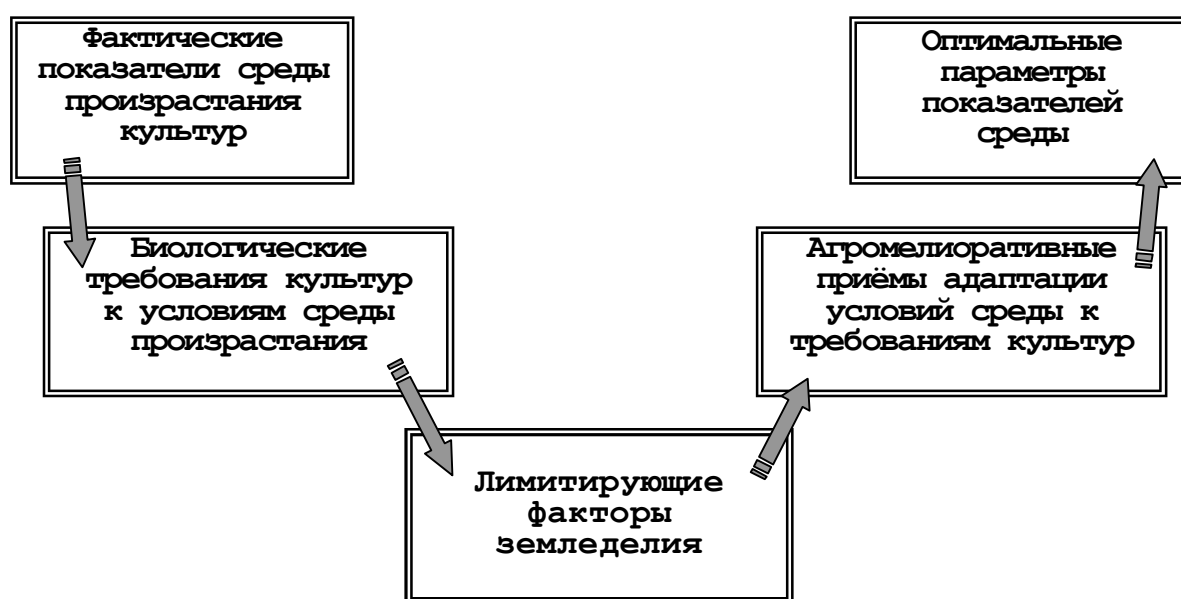 Фактические
показатели среды
произрастания
культур
Биологические
требования культур
к условиям среды
произрастания
Лимитирующие
факторы
земледелия
Агромелиоративные
приёмы адаптации
условий среды к
требованиям культур
Оптимальные
параметры
показателей
среды